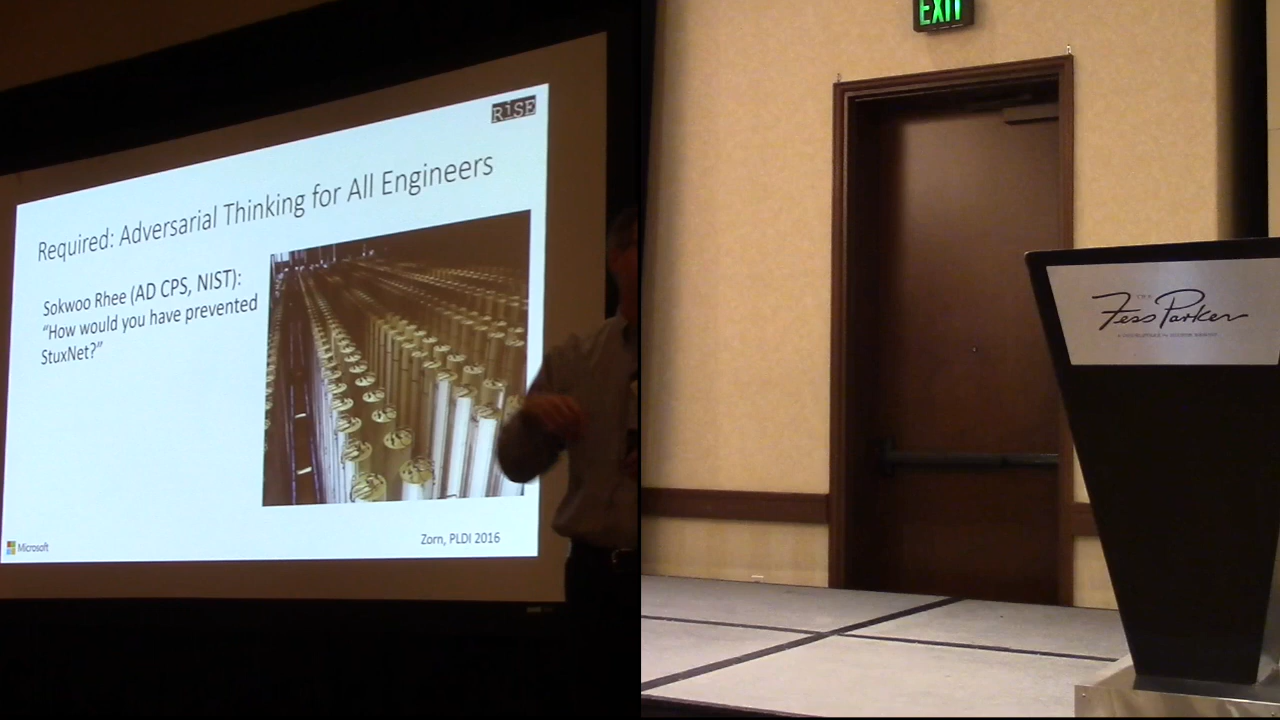 RiSE
Required: Adversarial Thinking for All Engineers
Sokwoo Rhee (AD CPS, NIST):
“How would you have prevented
StuxNet?”
Microsoft
Zorn, PLDI 2016
EXIT
THE
Fess Parker